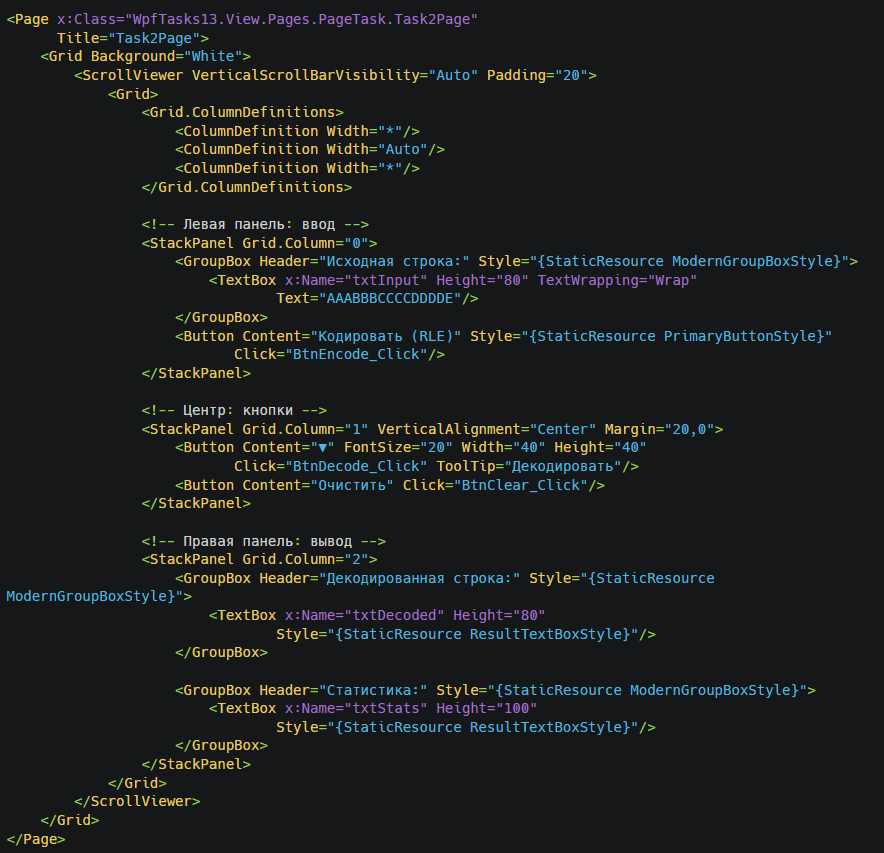 <Page x:Class="WpfTasks13.View.Pages.PageTask.Task2Page"
      Title="Task2Page">
    <Grid Background="White">
        <ScrollViewer VerticalScrollBarVisibility="Auto" Padding="20">
            <Grid>
                <Grid.ColumnDefinitions>
                    <ColumnDefinition Width="*"/>
                    <ColumnDefinition Width="Auto"/>
                    <ColumnDefinition Width="*"/>
                </Grid.ColumnDefinitions>

                <!-- Левая панель: ввод -->
                <StackPanel Grid.Column="0">
                    <GroupBox Header="Исходная строка:" Style="{StaticResource ModernGroupBoxStyle}">
                        <TextBox x:Name="txtInput" Height="80" TextWrapping="Wrap"
                                Text="AAABBBCCCCDDDDE"/>
                    </GroupBox>
                    <Button Content="Кодировать (RLE)" Style="{StaticResource PrimaryButtonStyle}"
                           Click="BtnEncode_Click"/>
                </StackPanel>

                <!-- Центр: кнопки -->
                <StackPanel Grid.Column="1" VerticalAlignment="Center" Margin="20,0">
                    <Button Content="▼" FontSize="20" Width="40" Height="40"
                           Click="BtnDecode_Click" ToolTip="Декодировать"/>
                    <Button Content="Очистить" Click="BtnClear_Click"/>
                </StackPanel>

                <!-- Правая панель: вывод -->
                <StackPanel Grid.Column="2">
                    <GroupBox Header="Декодированная строка:" Style="{StaticResource
ModernGroupBoxStyle}">
                        <TextBox x:Name="txtDecoded" Height="80"
                                Style="{StaticResource ResultTextBoxStyle}"/>
                    </GroupBox>

                    <GroupBox Header="Статистика:" Style="{StaticResource ModernGroupBoxStyle}">
                        <TextBox x:Name="txtStats" Height="100"
                                Style="{StaticResource ResultTextBoxStyle}"/>
                    </GroupBox>
                </StackPanel>
            </Grid>
        </ScrollViewer>
    </Grid>
</Page>